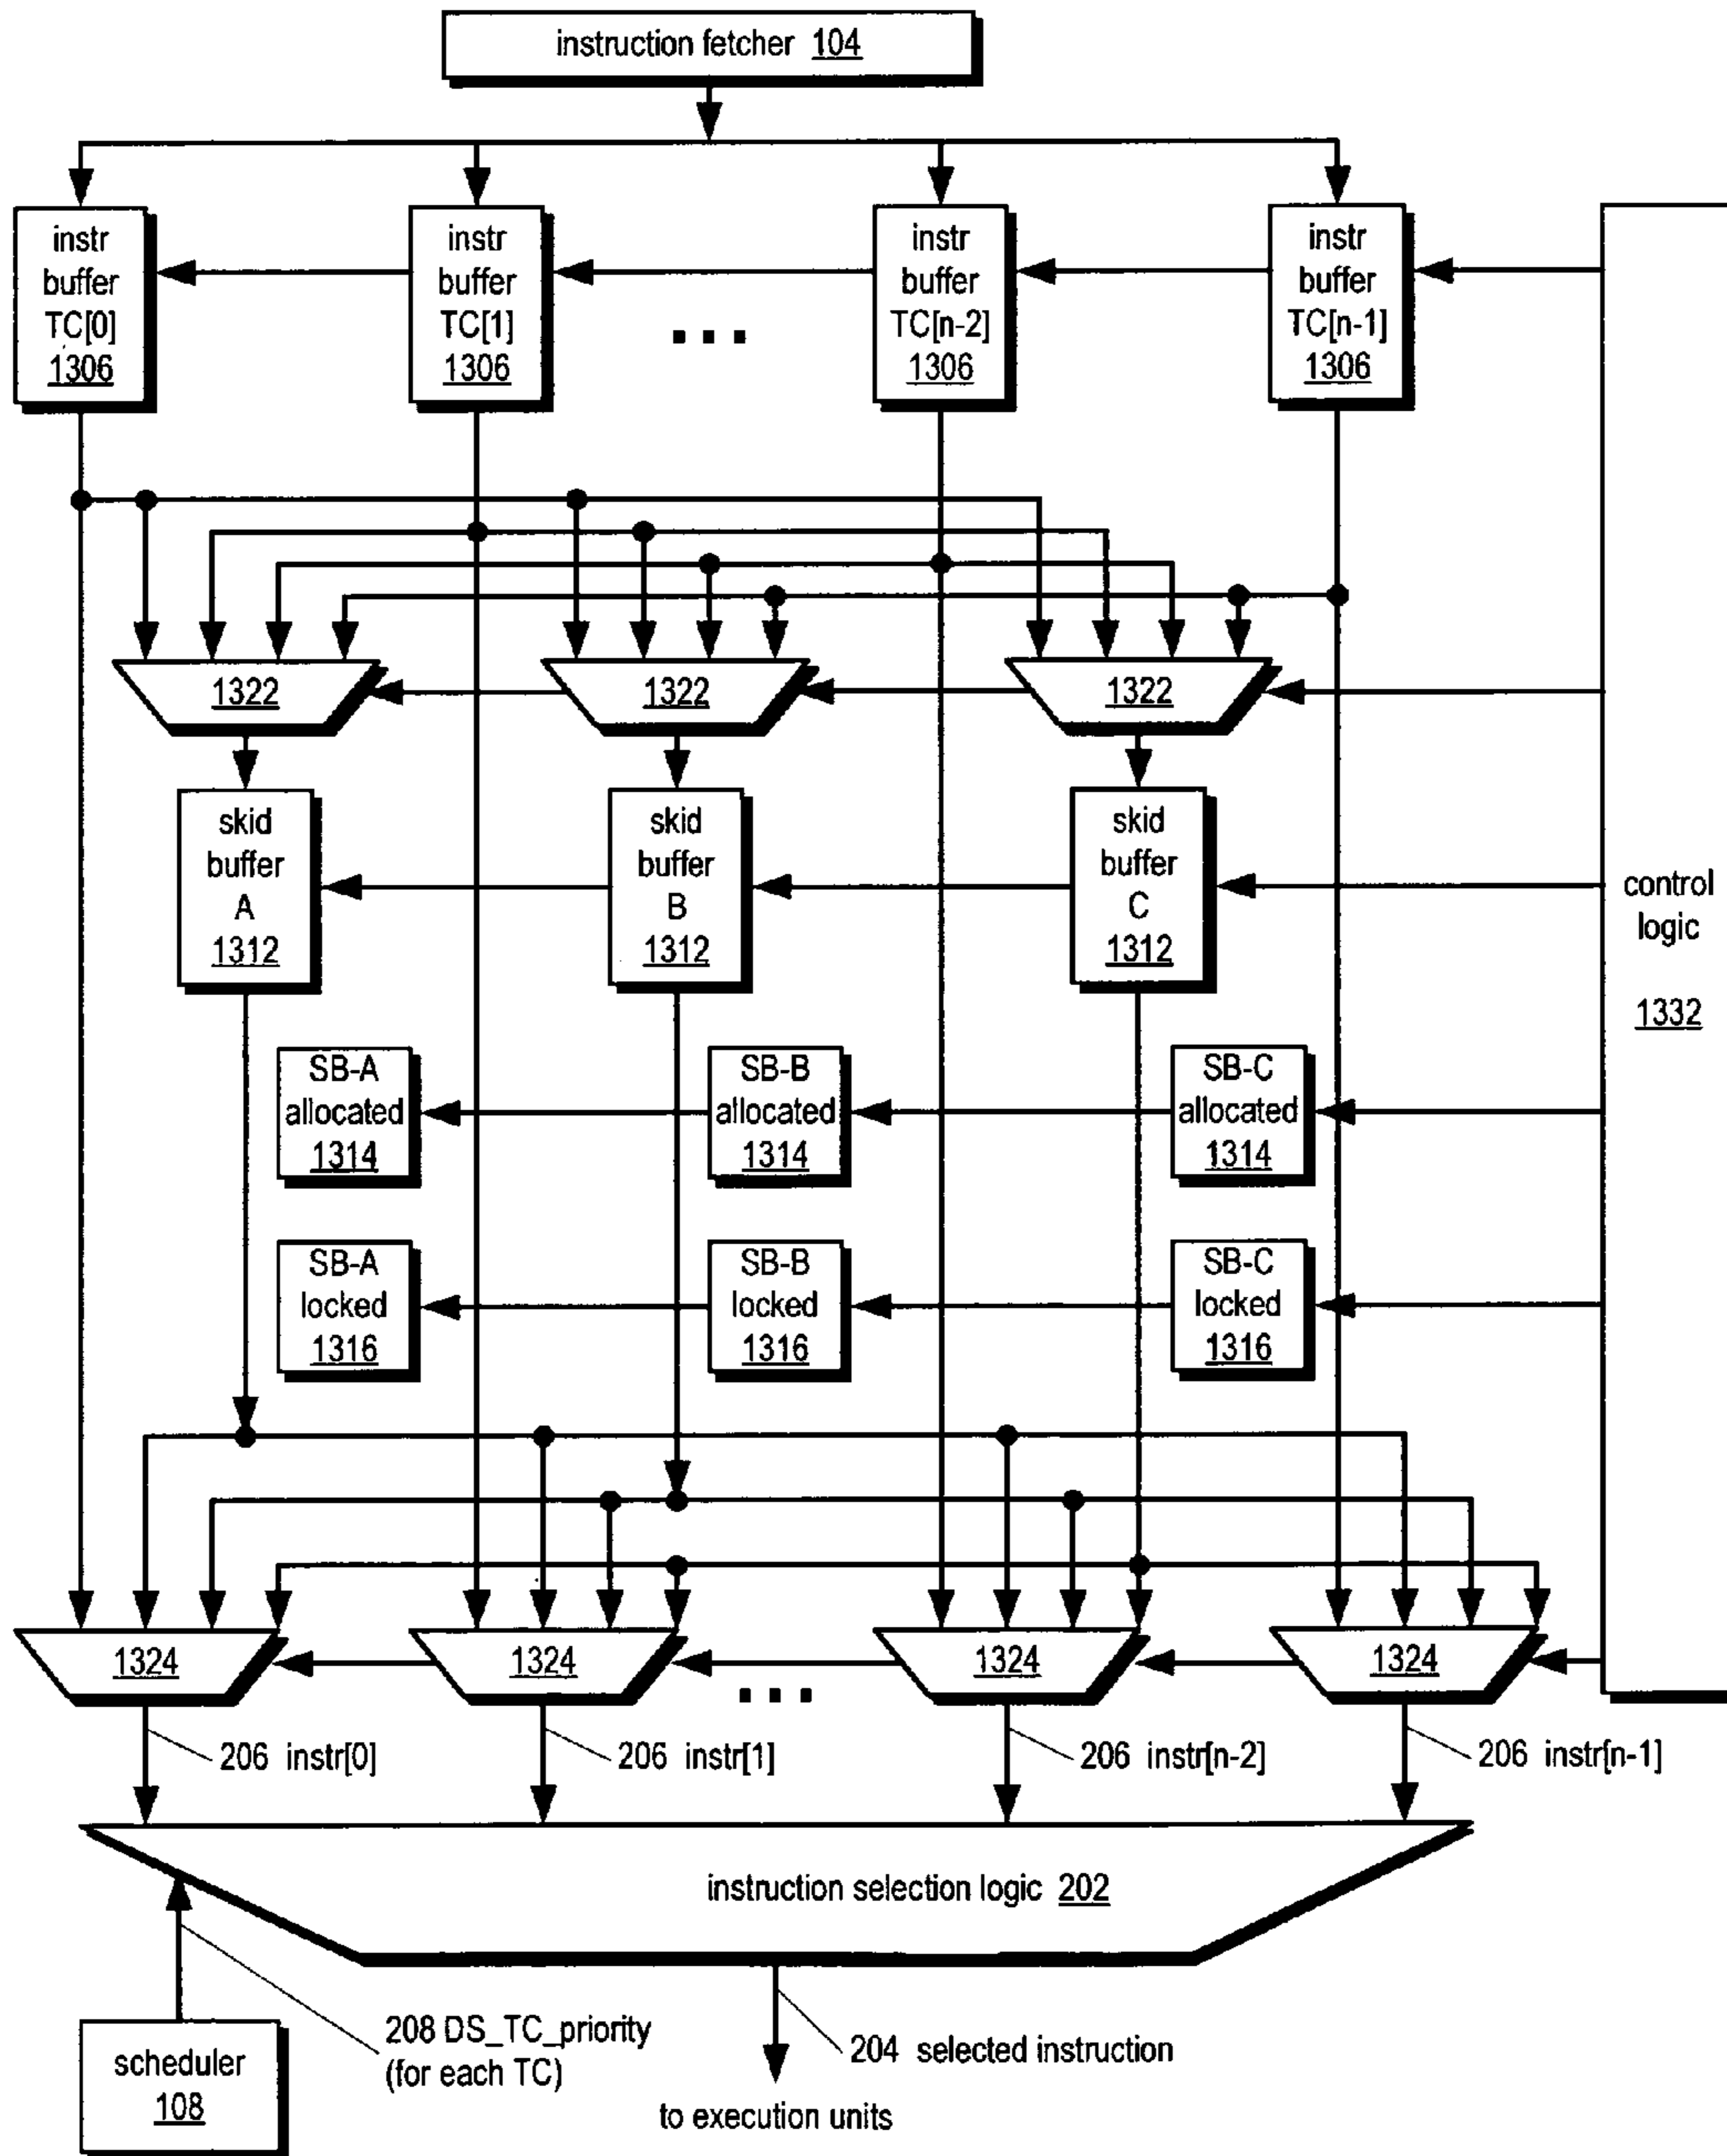 instruction fetcher 104
instr
buffer
TC[0]
1306
instr
buffer
TC[1]
1306
...
instr
buffer
TC[n-2]
1306
instr
buffer
TC[n-1]
1306
1322
1322
1322
skid
buffer
A
1312
skid
buffer
B
1312
skid
buffer
C
1312
control
logic
1332
SB-A
allocated
1314
SB-B
allocated
1314
SB-C
allocated
1314
SB-A
locked
1316
SB-B
locked
1316
SB-C
locked
1316
1324
1324
...
1324
1324
206 instr[0]
206 instr[1]
206 instr[n-2]
206 instr[n-1]
instruction selection logic 202
scheduler
108
208 DS_TC_priority
(for each TC)
204 selected instruction
to execution units